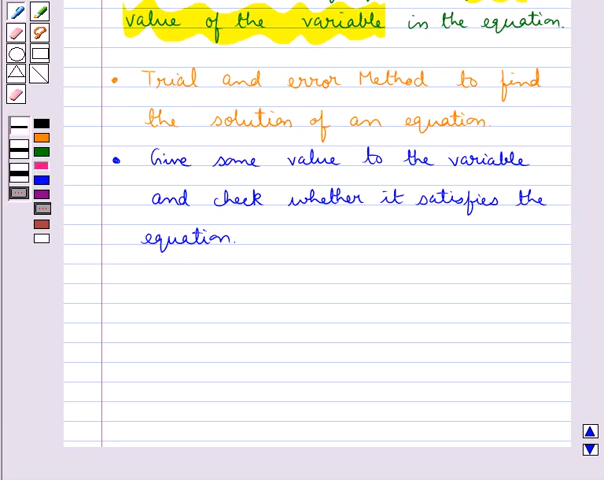 value of the variable in the equation.
• Trial and error Method to find
the solution of an equation.
• Give some value to the variable
and check whether it satisfies the
equation.